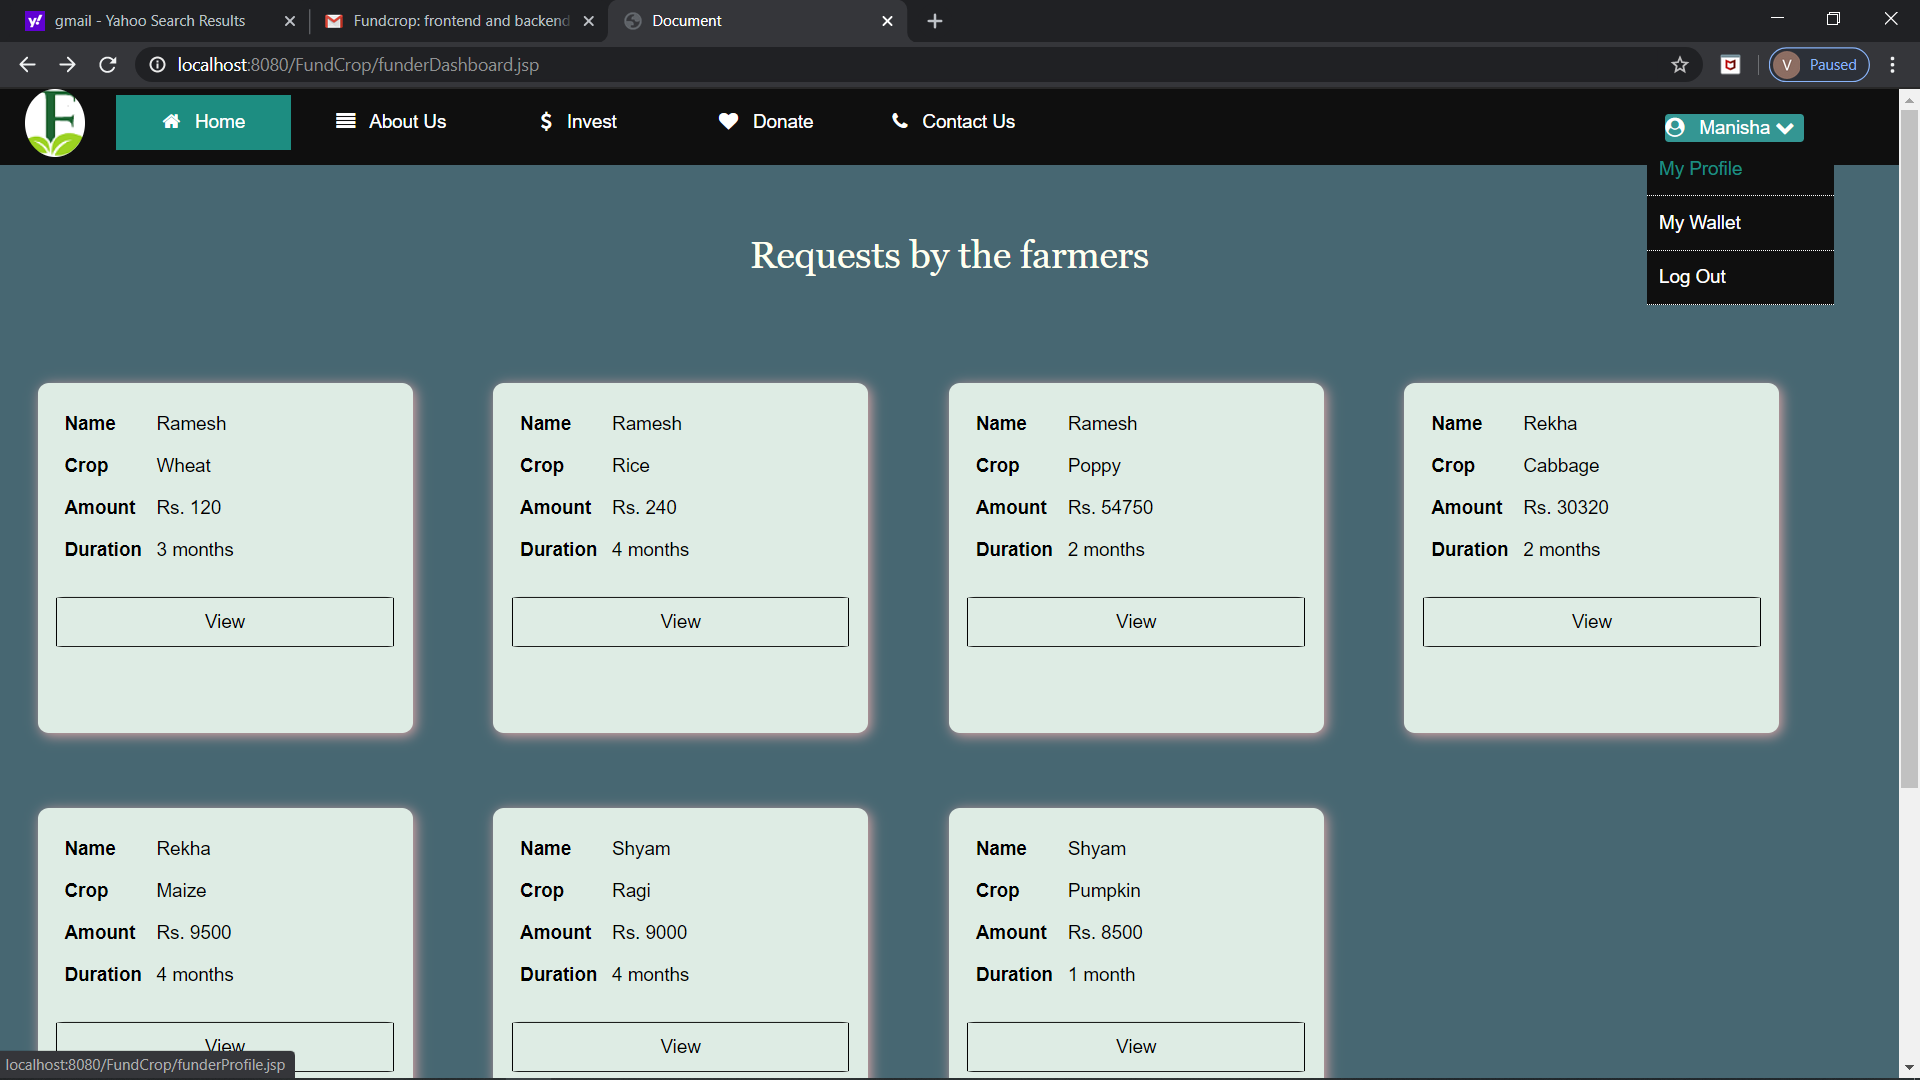 gmail - Yahoo Search Results
Fundcrop: frontend and backend
Document
localhost:8080/FundCrop/funderDashboard.jsp
V Paused
F
Home
About Us
Invest
Donate
Contact Us
Manisha
My Profile
My Wallet
Log Out
Requests by the farmers
Name Ramesh
Crop Wheat
Amount Rs. 120
Duration 3 months
View
Name Ramesh
Crop Rice
Amount Rs. 240
Duration 4 months
View
Name Ramesh
Crop Poppy
Amount Rs. 54750
Duration 2 months
View
Name Rekha
Crop Cabbage
Amount Rs. 30320
Duration 2 months
View
Name Rekha
Crop Maize
Amount Rs. 9500
Duration 4 months
View
Name Shyam
Crop Ragi
Amount Rs. 9000
Duration 4 months
View
Name Shyam
Crop Pumpkin
Amount Rs. 8500
Duration 1 month
View
localhost:8080/FundCrop/funderProfile.jsp